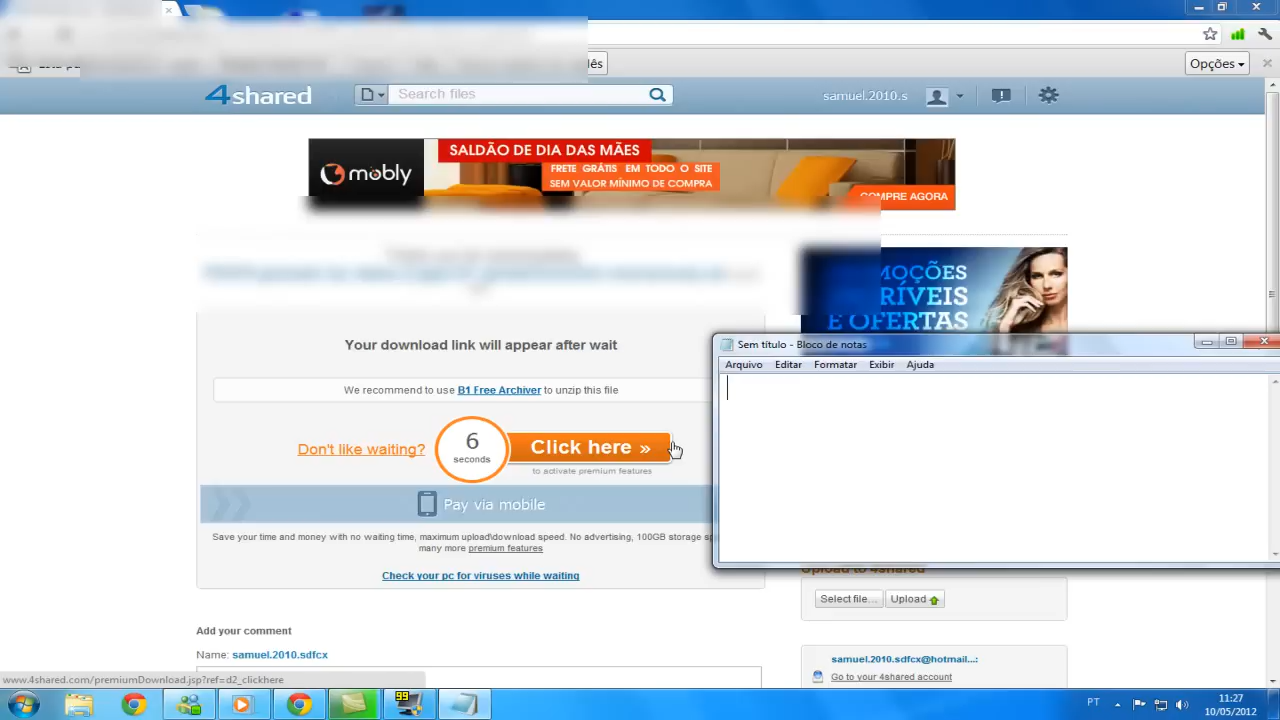 ês
Opções
4shared
Search files
samuel.2010.s
mobly
SALDÃO DE DIA DAS MÃES
FRETE GRÁTIS EM TODO O SITE
SEM VALOR MÍNIMO DE COMPRA
COMPRE AGORA
MOÇÕES
RÍVEIS
E OFERTAS
Your download link will appear after wait
We recommend to use B1 Free Archiver to unzip this file
Don't like waiting?
6
seconds
Click here »
to activate premium features
Pay via mobile
Save your time and money with no waiting time, maximum upload\download speed. No advertising, 100GB storage sp
many more premium features
Check your pc for viruses while waiting
Sem título - Bloco de notas
Arquivo Editar Formatar Exibir Ajuda
Upload to 4shared
Select file... Upload
Add your comment
Name: samuel.2010.sdfcx
samuel.2010.sdfcx@hotmail...:
Go to your 4shared account
www.4shared.com/premiumDownload.jsp?ref=d2_clickhere
99
PT
11:27
10/05/2012